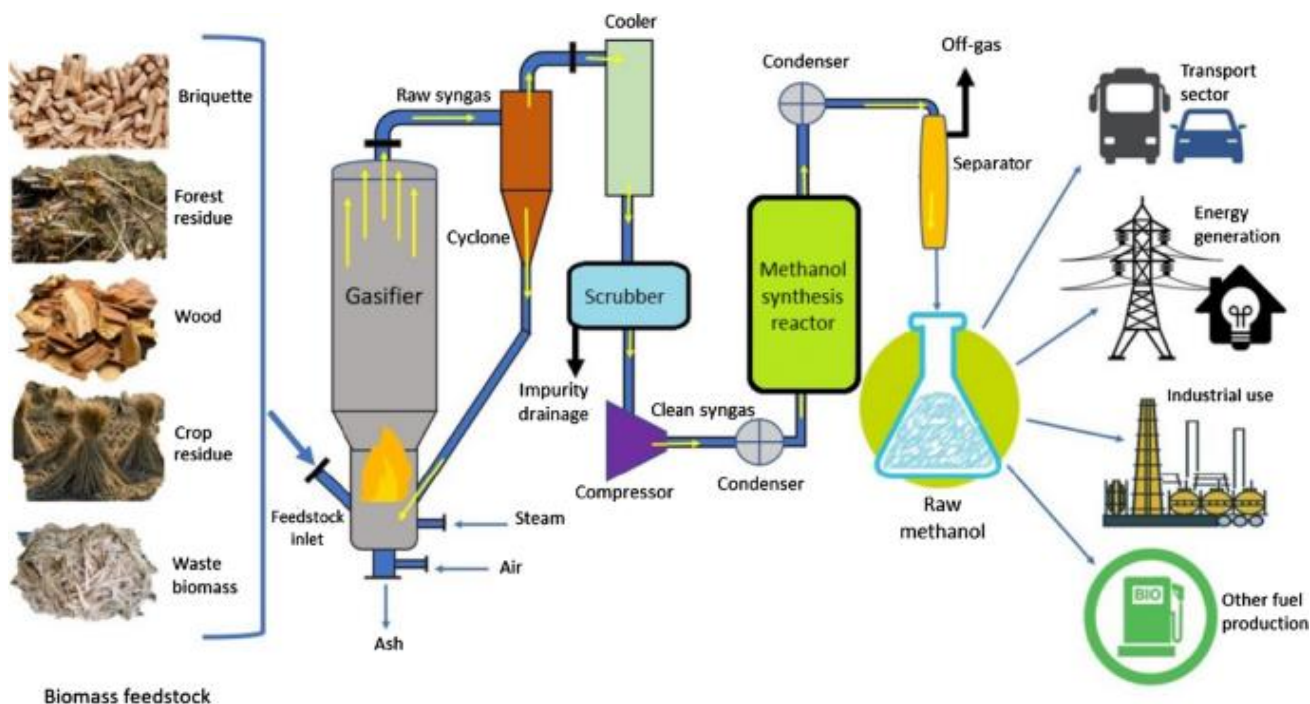 Briquette
Forest
residue
Wood
Crop
residue
Waste
biomass
Biomass feedstock
Feedstock
inlet
Gasifier
Steam
Air
Ash
Raw syngas
Cyclone
Cooler
Scrubber
Impurity
drainage
Compressor
Clean syngas
Condenser
Methanol
synthesis
reactor
Condenser
Off-gas
Separator
Raw
methanol
Transport
sector
Energy
generation
Industrial use
BIO
Other fuel
production